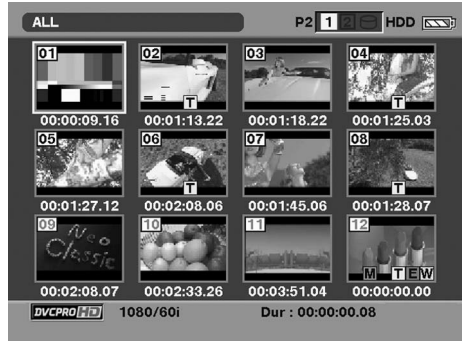 ALL P2 1 2 HDD
01 02 03 04
T T
00:00:09.16 00:01:13.22 00:01:18.22 00:01:25.03
05 06 07 08
T T
00:01:27.12 00:02:08.06 00:01:45.06 00:01:28.07
09 10 11 12
Neo
Classic
M T E W
00:02:08.07 00:02:33.26 00:03:51.04 00:00:00.00
DVCPRO HD 1080/60i Dur : 00:00:00.08